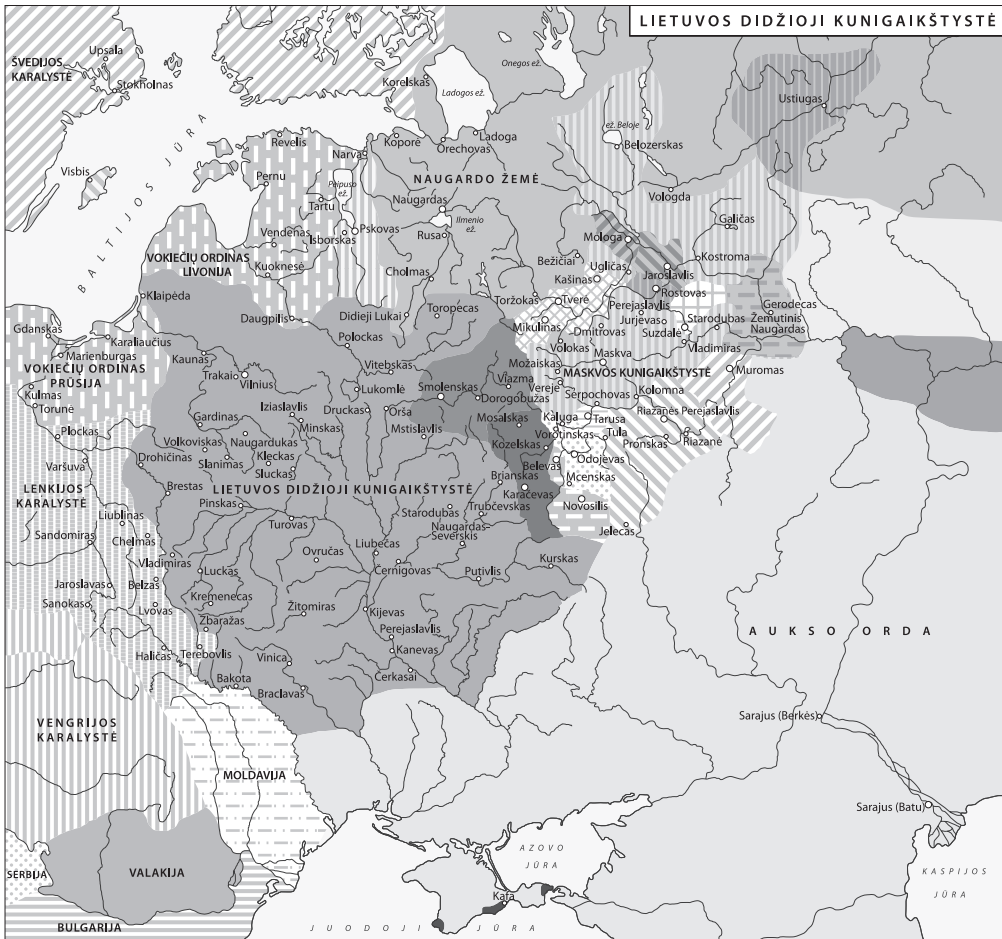 LIETUVOS DIDŽIOJI KUNIGAIKŠTYSTĖ
ŠVEDIJOS
KARALYSTĖ
Upsala
Stokholnas
Korelskas
Ladogos ež.
Onegos ež.
Ustiugas
ež. Beloje
Belozerskas
BALTIJOS JŪRA
Visbis
Revelis
Narvas
Koporė
Ladoga
Orechovas
Pernu
Peipuso
ež.
Tartu
NAUGARDO ŽEMĖ
Naugardas
Ilmenio
ež.
Rusa
Vologda
Galičas
Vendenas
Isborskas
Pskovas
Mologa
Bežičiai
Ugličas
Kostroma
VOKIEČIŲ ORDINAS
LIVONIJA
Kuoknesė
Cholmas
Kašinas
Jaroslavlis
Rostovas
Klaipėda
Toržokas
Tverė
Perejaslavlis
Gerodecas
Daugpilis
Didieji Lukai
Toropecas
Jurjevas
Starodubas
Žemutinis
Naugardas
Gdanskas
Karaliaučius
Mikulinas
Dmitrovas
Suzdalė
Marienburgas
Polockas
Volokas
Vladimiras
VOKIEČIŲ ORDINAS
PRŪSIJA
Kaunas
Vitebskas
Možaiskas
Maskva
Trakai
Vilnius
Smolenskas
Viazma
MASKVOS KUNIGAIKŠTYSTĖ
Muromas
Kulmas
Lukomlė
Vereje
Kolomna
Torunė
Dorogobužas
Serpochovas
Iziaslavlis
Druckas
Orša
Riazanės Perejaslavlis
Gardinas
Minskas
Mosalskas
Kaluga
Tarusa
Plockas
Mstislavlis
Vorotinskas
Tula
Volkoviskas
Naugardukas
Kozelskas
Pronskas
Riazanė
Varšuva
Drohičinas
Slanimas
Kleckas
Odojevas
Sluckas
Belevas
Mcenskas
LENKIJOS
KARALYSTĖ
LIETUVOS DIDŽIOJI KUNIGAIKŠTYSTĖ
Brianskas
Brestas
Karačevas
Pinskas
Starodubas
Trubčevskas
Novosilis
Liublinas
Turovas
Naugardas-
Severskis
Jelecas
Sandomiras
Chelmas
Ovručas
Liubečas
Vladimiras
Luckas
Černigovas
Putivlis
Kurskas
Jaroslavas
Belzas
Kremenecas
Sanokas
Lvovas
Žitomiras
Kijevas
Zbaražas
Perejaslavlis
AUKSO ORDA
Haličas
Terebovlis
Vinica
Kanevas
Bakota
Čerkasai
Braclavas
VENGRIJOS
KARALYSTĖ
Sarajus (Berkės)
MOLDAVIJA
Sarajus (Batu)
AZOVO
JŪRA
SERBIJA
VALAKIJA
KASPIJOS
JŪRA
Kafa
BULGARIJA
JUODOJI JŪRA